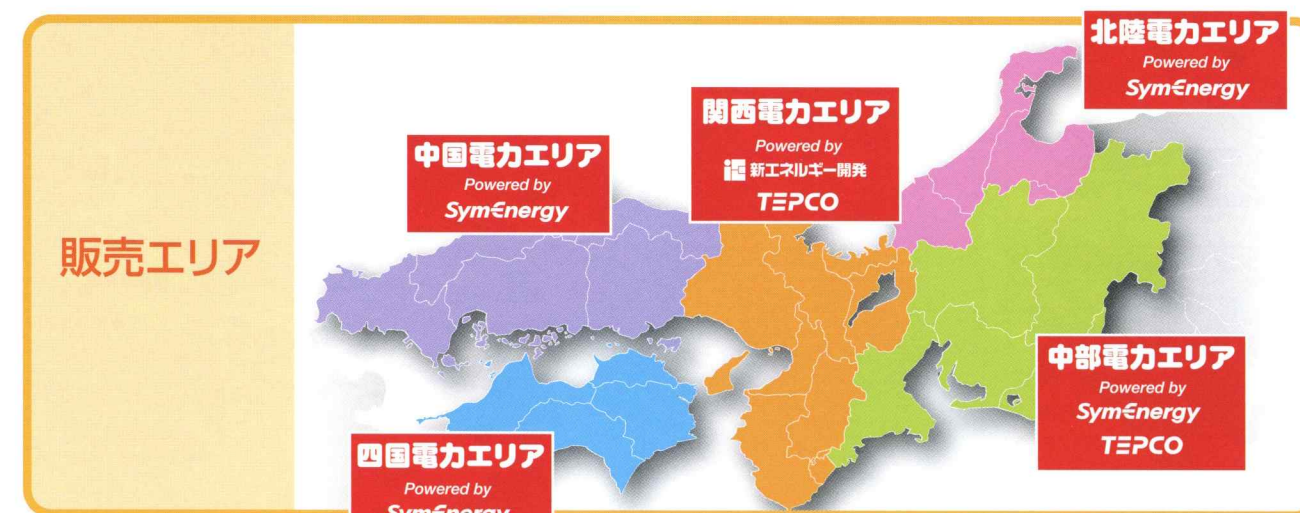 販売エリア
中国電力エリア
Powered by
Sym€nergy
関西電力エリア
Powered by
新エネルギー開発
TEPCO
北陸電力エリア
Powered by
Sym€nergy
四国電力エリア
Powered by
Sym€nergy
中部電力エリア
Powered by
Sym€nergy
TEPCO